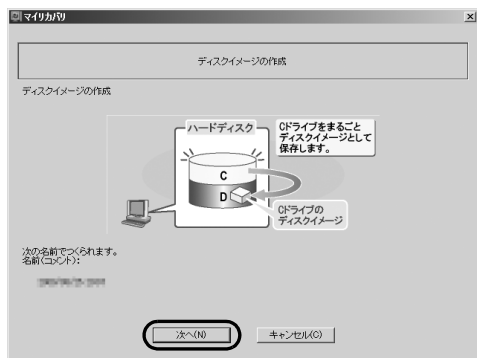 マイリカバリ
ディスクイメージの作成
ディスクイメージの作成
ハードディスク
Cドライブをまるごと
ディスクイメージとして
保存します。
C
D
Cドライブの
ディスクイメージ
次の名前でつくられます。
名前(コメント):
次へ(N)
キャンセル(C)